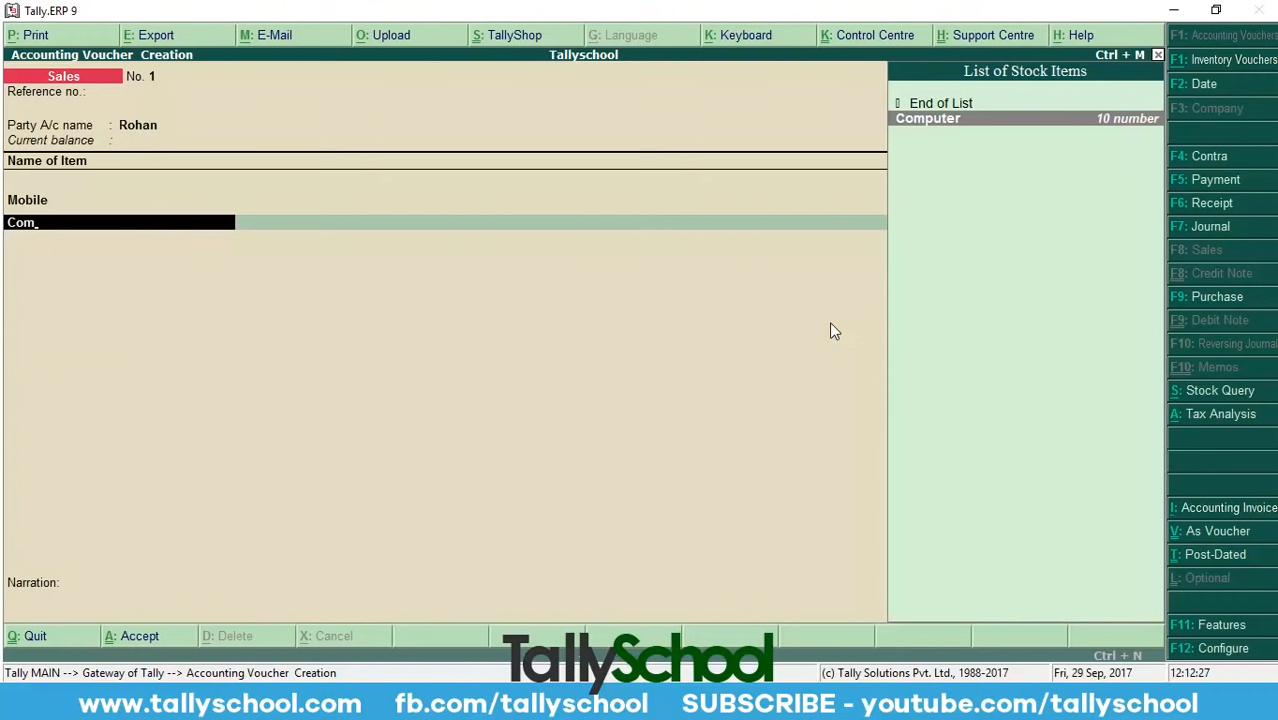 Tally.ERP 9
P: Print E: Export M: E-Mail O: Upload S: TallyShop G: Language K: Keyboard K: Control Centre H: Support Centre H: Help
Accounting Voucher Creation Tallyschool Ctrl + M
Sales No. 1
Reference no.:
Party A/c name : Rohan
Current balance :
Name of Item
Mobile
Com_
Narration:
List of Stock Items
End of List
Computer 10 number
F1: Accounting Vouchers
F1: Inventory Vouchers
F2: Date
F3: Company
F4: Contra
F5: Payment
F6: Receipt
F7: Journal
F8: Sales
F8: Credit Note
F9: Purchase
F9: Debit Note
F10: Reversing Journal
F10: Memos
S: Stock Query
A: Tax Analysis
I: Accounting Invoice
V: As Voucher
T: Post-Dated
L: Optional
F11: Features
F12: Configure
Q: Quit A: Accept D: Delete X: Cancel
Ctrl + N
TallySchool
Tally MAIN --> Gateway of Tally --> Accounting Voucher Creation (c) Tally Solutions Pvt. Ltd., 1988-2017 Fri, 29 Sep, 2017 12:12:27
www.tallyschool.com fb.com/tallyschool SUBSCRIBE - youtube.com/tallyschool